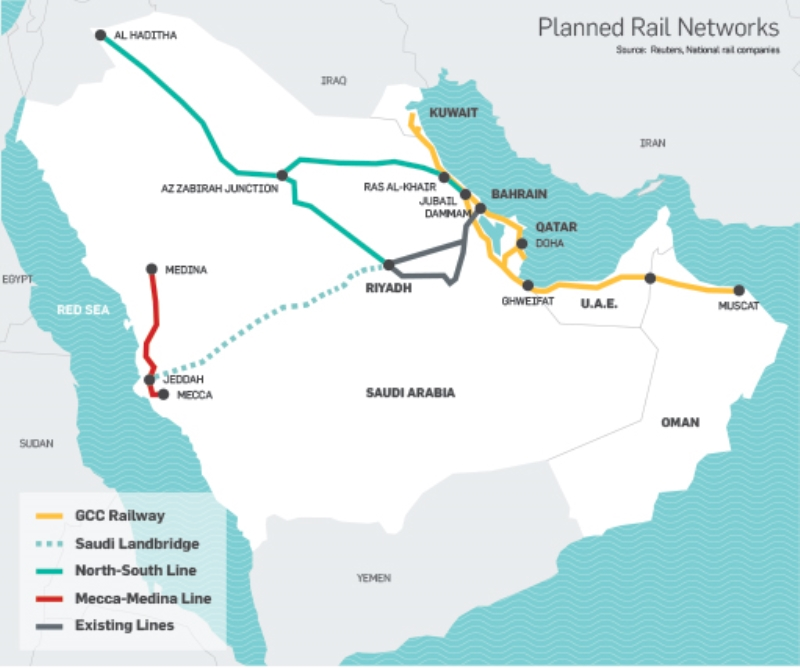 Planned Rail Networks
Source: Reuters, National rail companies
AL HADITHA
IRAQ
KUWAIT
IRAN
AZ ZABIRAH JUNCTION
RAS AL-KHAIR
JUBAIL
BAHRAIN
DAMMAM
QATAR
DOHA
MEDINA
EGYPT
RIYADH
RED SEA
GHWEIFAT
U.A.E.
MUSCAT
JEDDAH
MECCA
SAUDI ARABIA
OMAN
SUDAN
GCC Railway
Saudi Landbridge
North-South Line
Mecca-Medina Line
Existing Lines
YEMEN